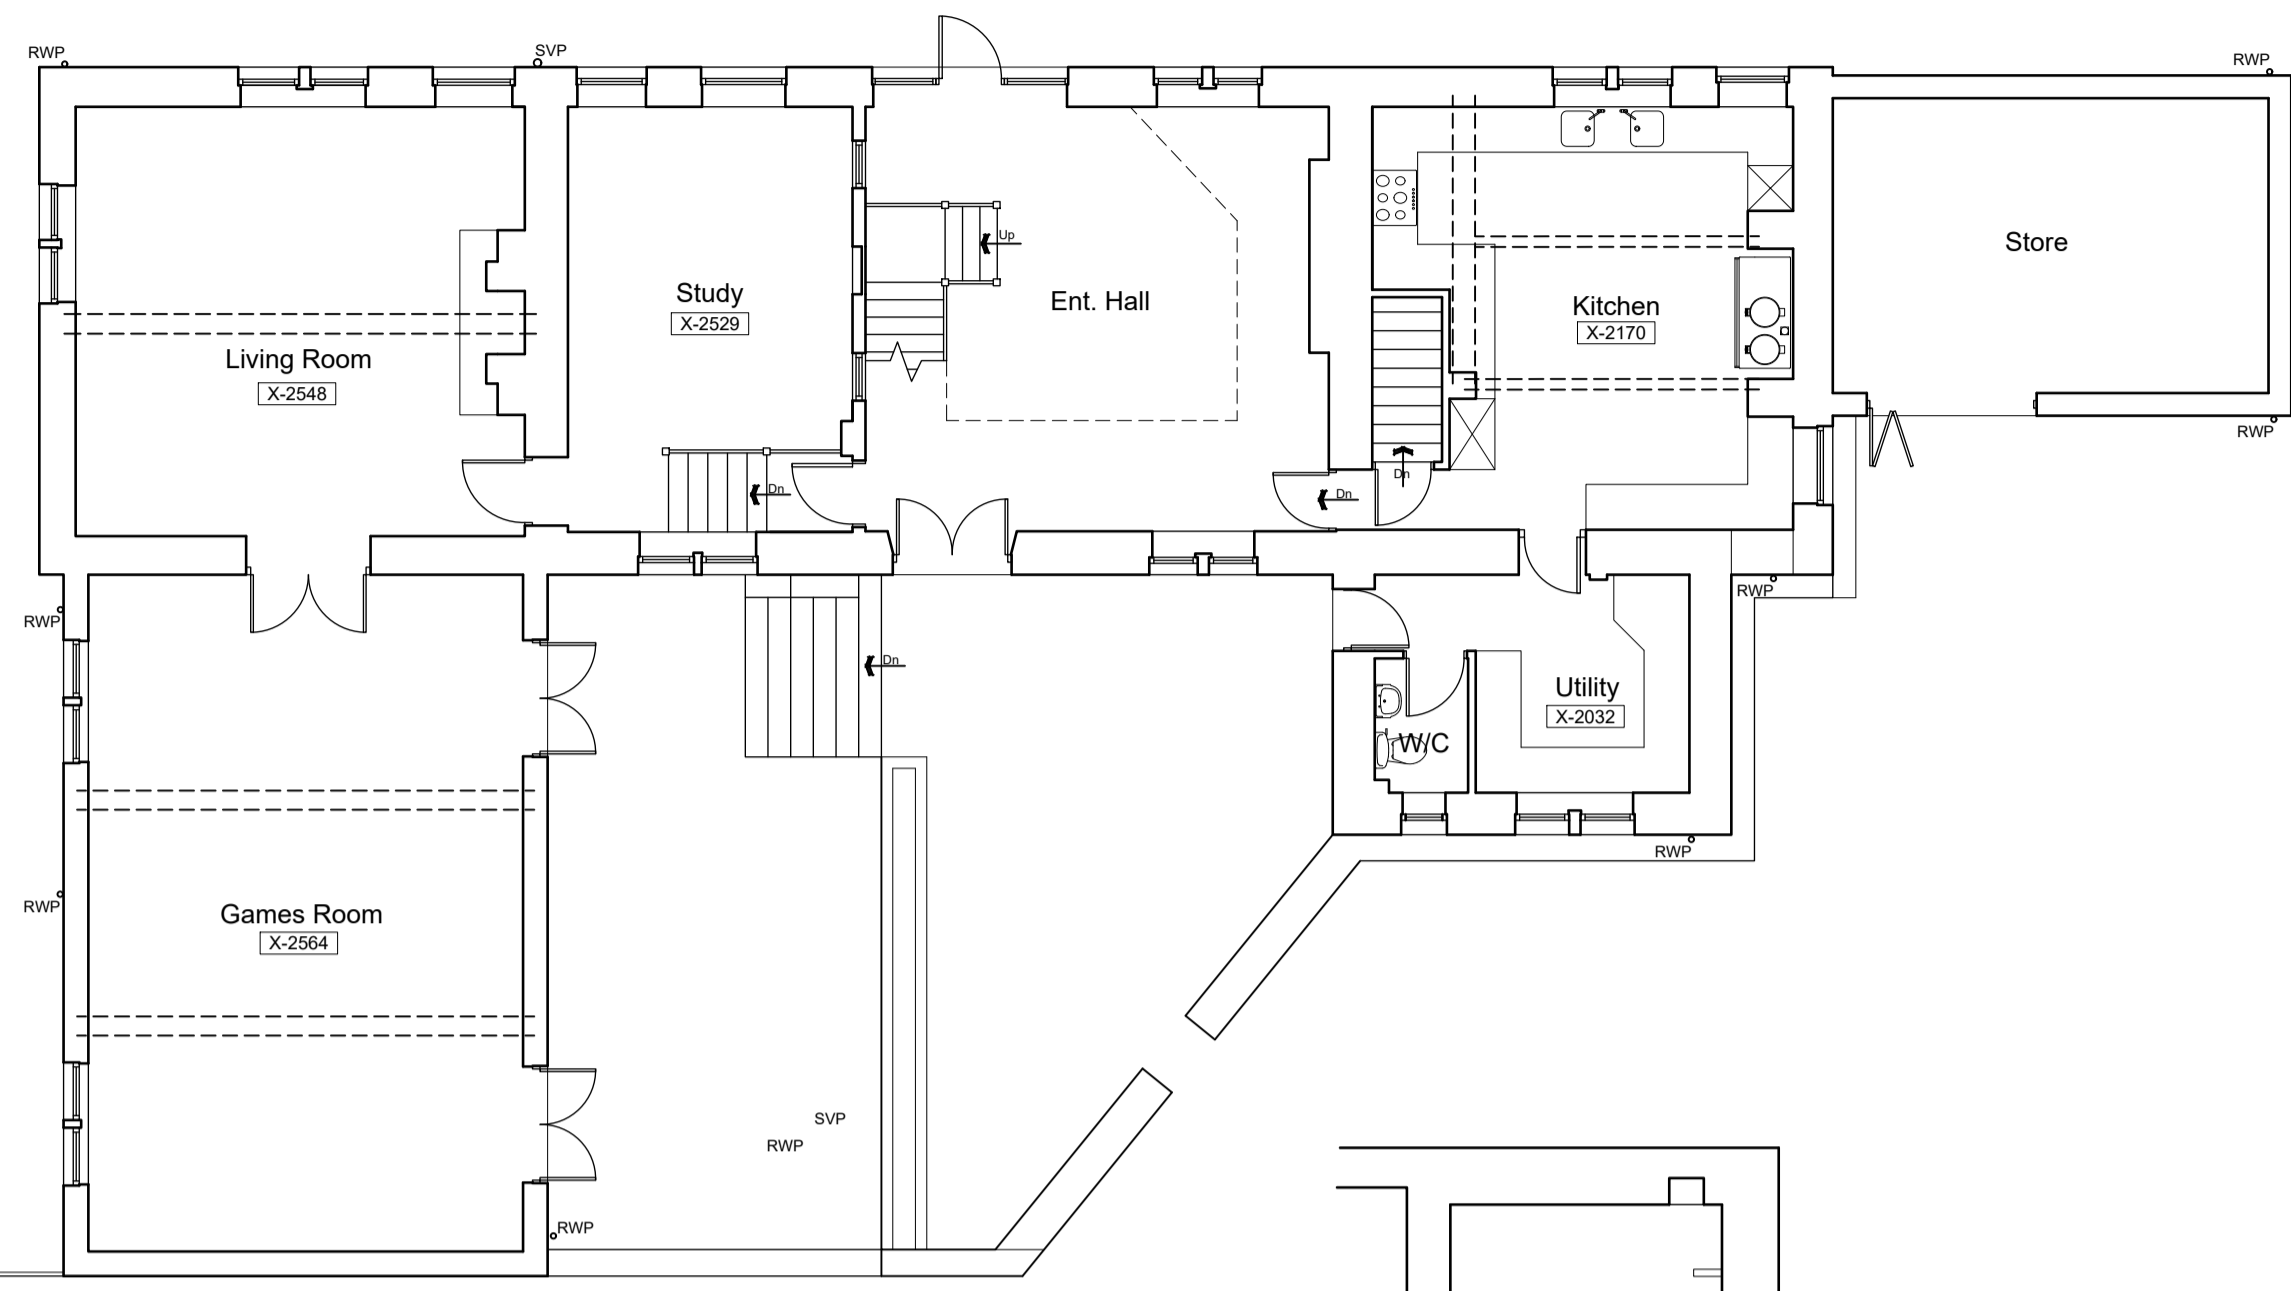 RWP
SVP
RWP
Up
Store
Study
X-2529
Ent. Hall
Kitchen
X-2170
Living Room
X-2548
RWP
Dn
Dn
Dn
RWP
RWP
Dn
Utility
X-2032
W/C
RWP
RWP
Games Room
X-2564
SVP
RWP
RWP